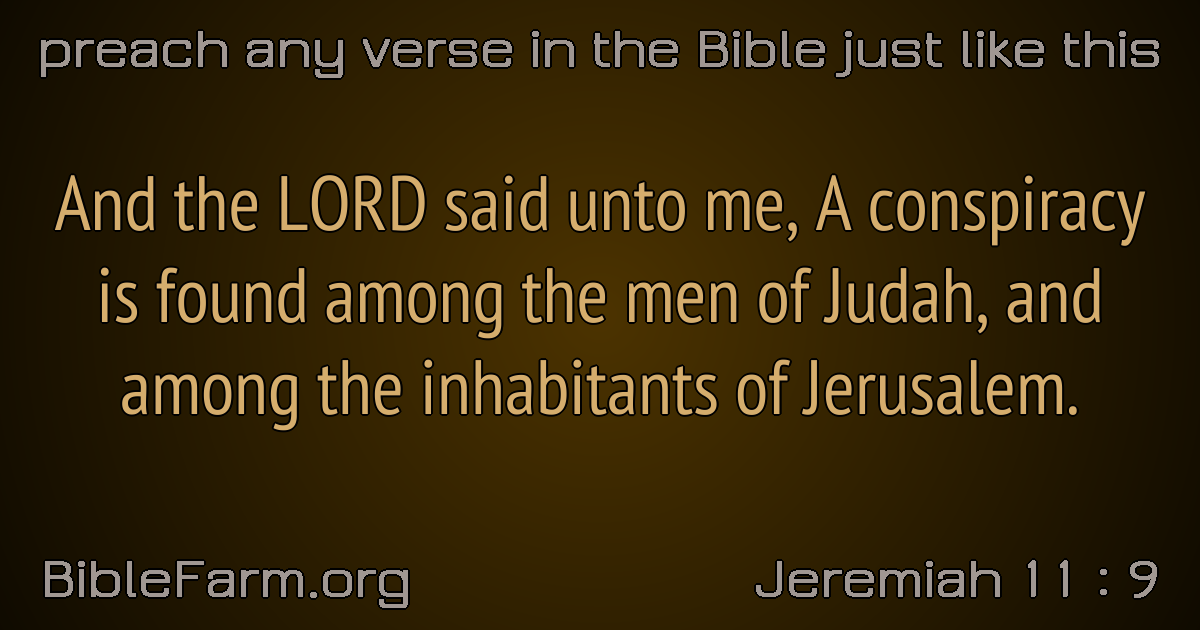 preach any verse in the Bible just like this
And the LORD said unto me, A conspiracy
is found among the men of Judah, and
among the inhabitants of Jerusalem.
BibleFarm.org
Jeremiah 11 : 9